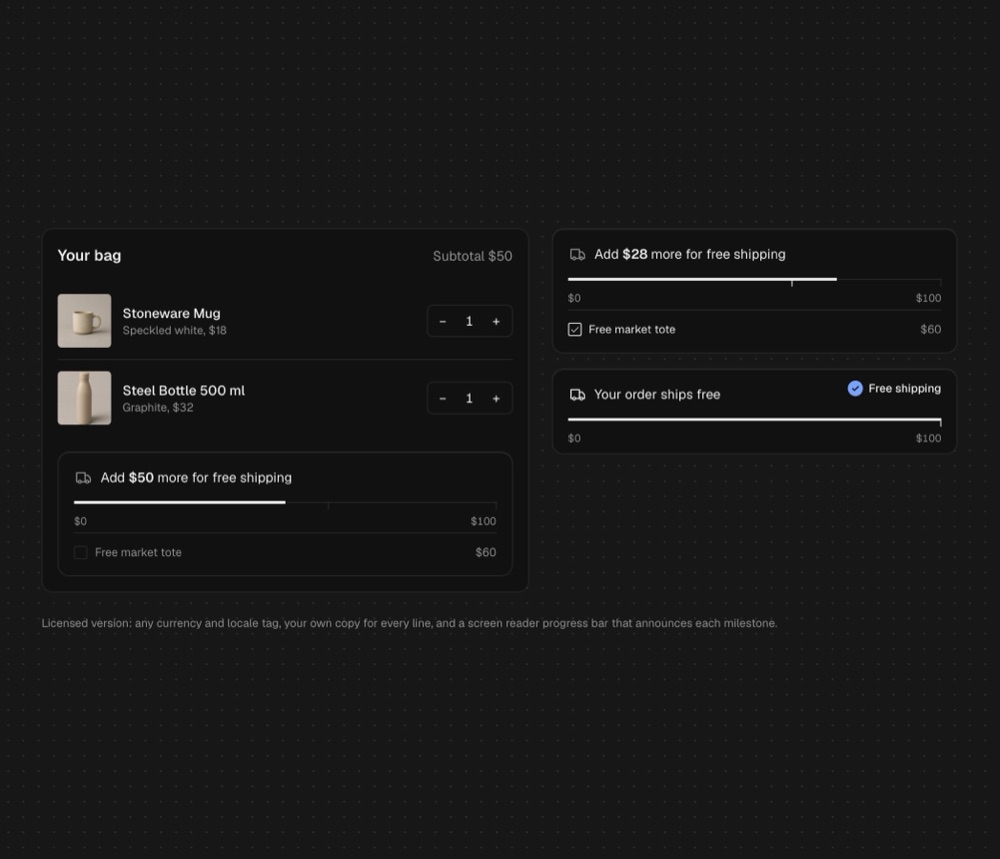 Your bag
Subtotal $50
Stoneware Mug
Speckled white, $18
− 1 +
Steel Bottle 500 ml
Graphite, $32
− 1 +
Add $50 more for free shipping
$0 $100
Free market tote $60
Add $28 more for free shipping
$0 $100
Free market tote $60
Your order ships free
Free shipping
$0 $100
Licensed version: any currency and locale tag, your own copy for every line, and a screen reader progress bar that announces each milestone.